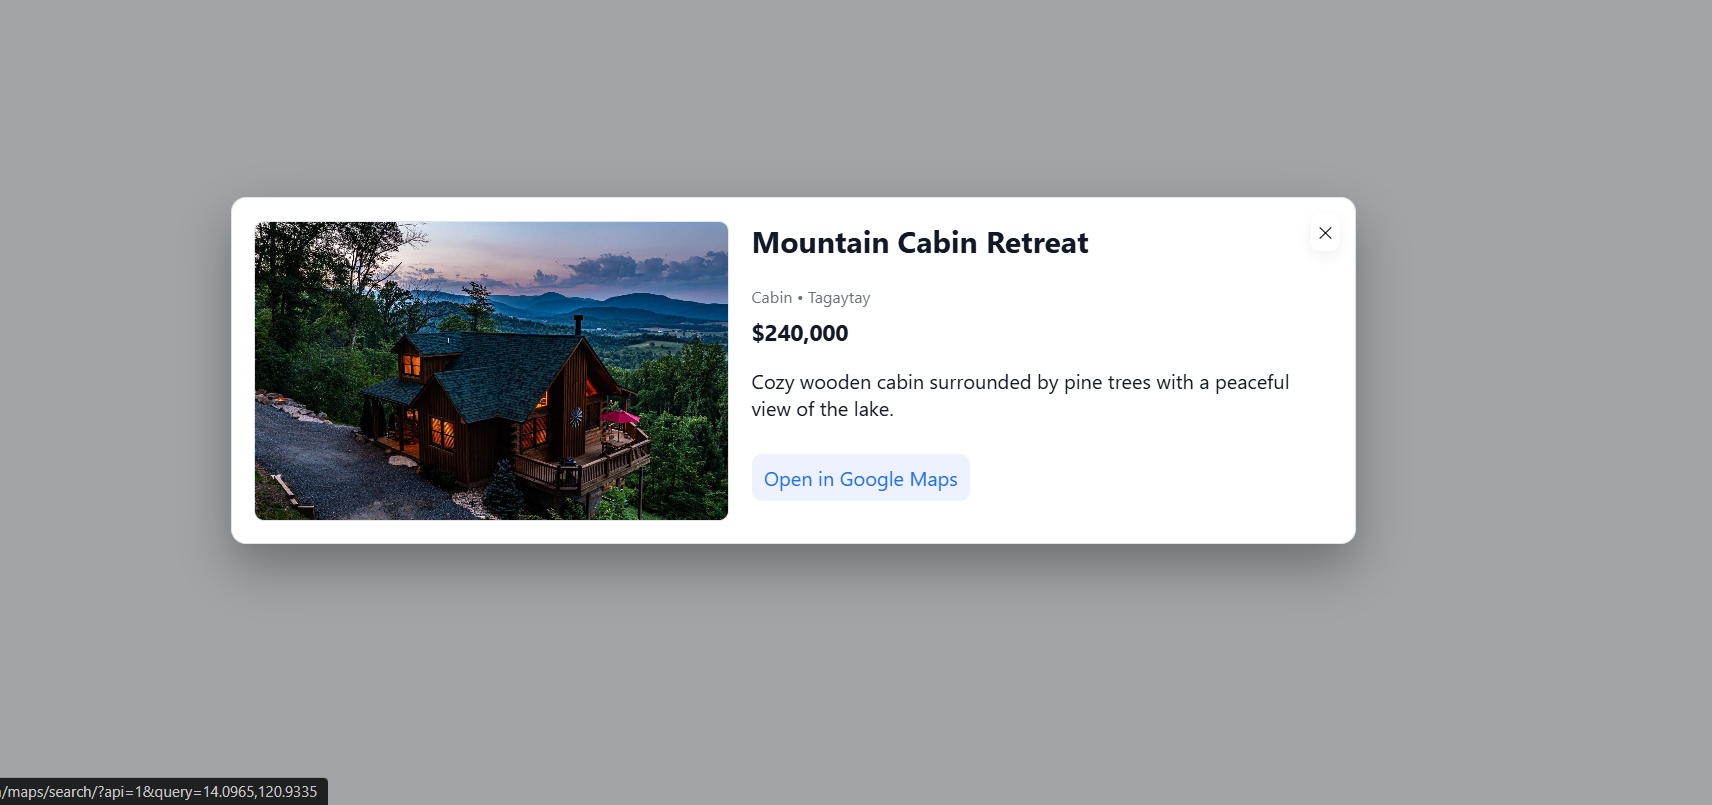 Mountain Cabin Retreat
Cabin • Tagaytay
$240,000
Cozy wooden cabin surrounded by pine trees with a peaceful
view of the lake.
Open in Google Maps
/maps/search/?api=1&query=14.0965,120.9335